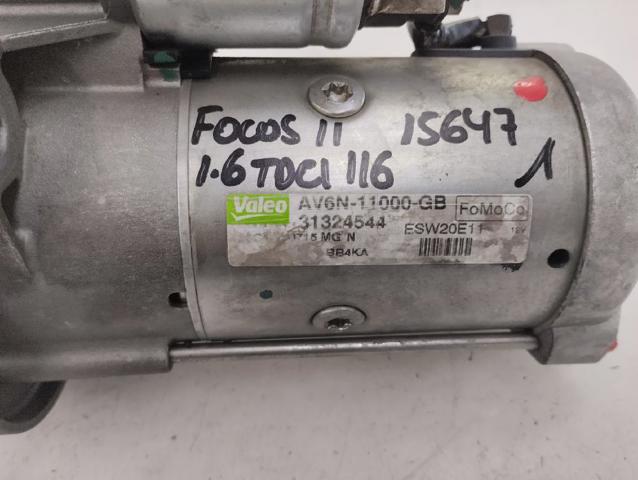 FOCUS II 15647
1.6 TDCI 116 1
Valeo AV6N-11000-GB FoMoCo
31324544 ESW20E11 12V
MG N
BB4KA